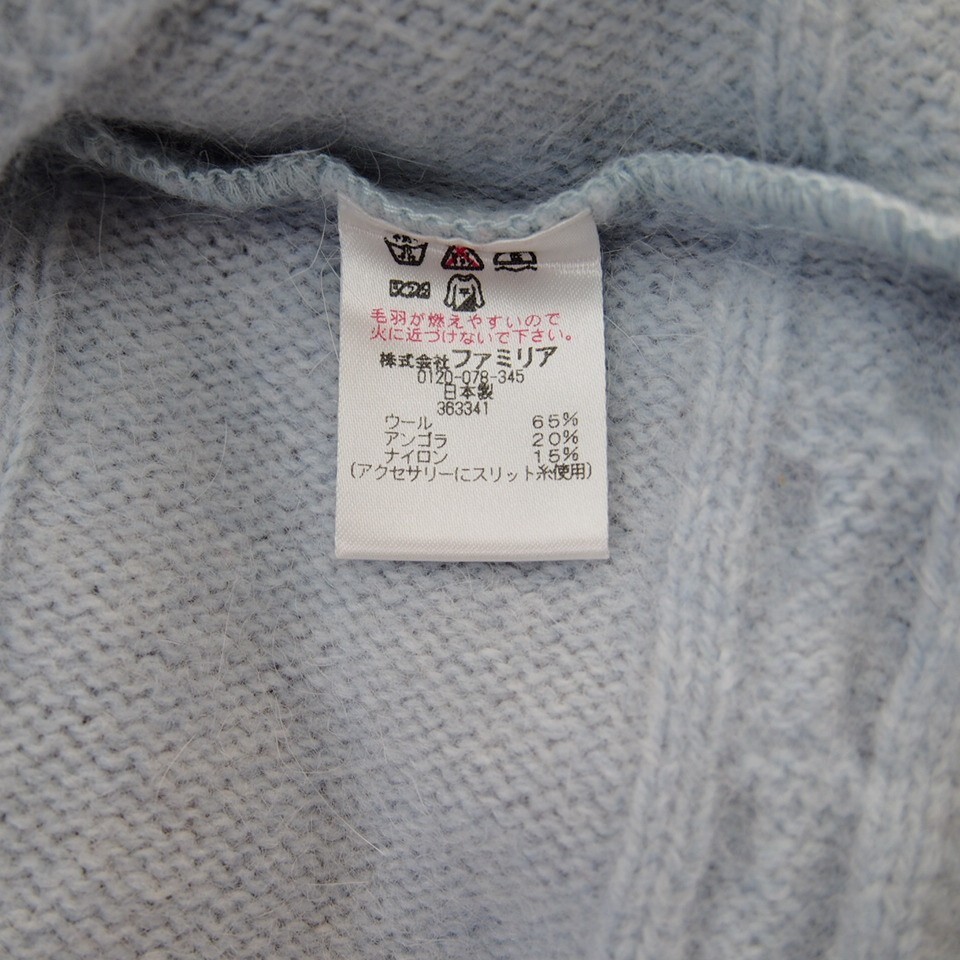 毛羽が燃えやすいので
火に近づけないで下さい。
株式会社ファミリア
0120-078-345
日本製
363341
ウール 65%
アンゴラ 20%
ナイロン 15%
(アクセサリーにスリット糸使用)